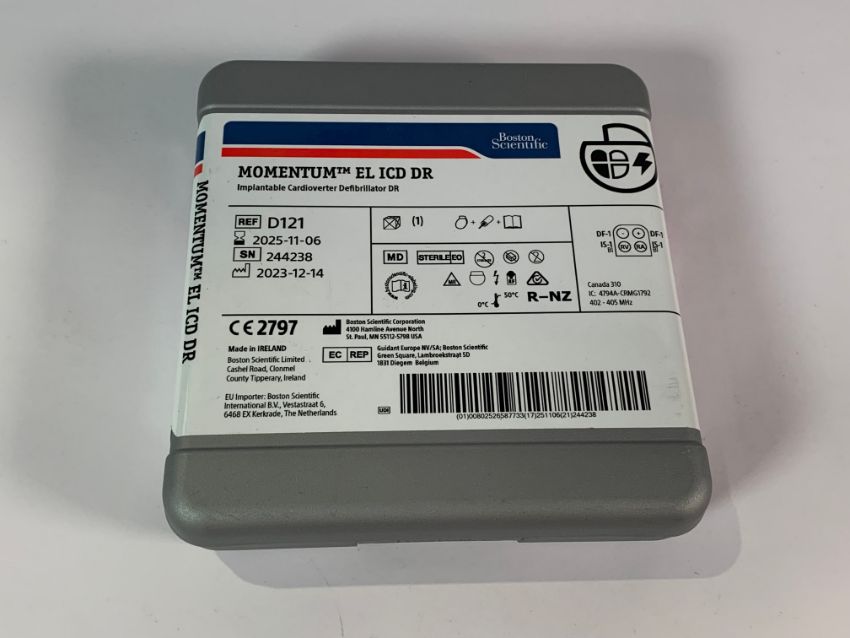 Boston
Scientific
MOMENTUM™ EL ICD DR
Implantable Cardioverter Defibrillator DR
MOMENTUM™ EL ICD DR
REF D121
2025-11-06
SN 244238
2023-12-14
(1)
+ +
MD STERILE EO
MR
0°C 50°C R-NZ
DF-1 - + DF-1
IS-1 RV RA IS-1
Canada 310
IC: 4794A-CRMG1792
402 - 405 MHz
CE 2797
Boston Scientific Corporation
4100 Hamline Avenue North
St. Paul, MN 55112-5798 USA
Made in IRELAND
Boston Scientific Limited
Cashel Road, Clonmel
County Tipperary, Ireland
EC REP
Guidant Europe NV/SA; Boston Scientific
Green Square, Lambroekstraat 5D
1831 Diegem Belgium
EU Importer: Boston Scientific
International B.V., Vestastraat 6,
6468 EX Kerkrade, The Netherlands
UDI
(01)00802526587733(17)251106(21)244238